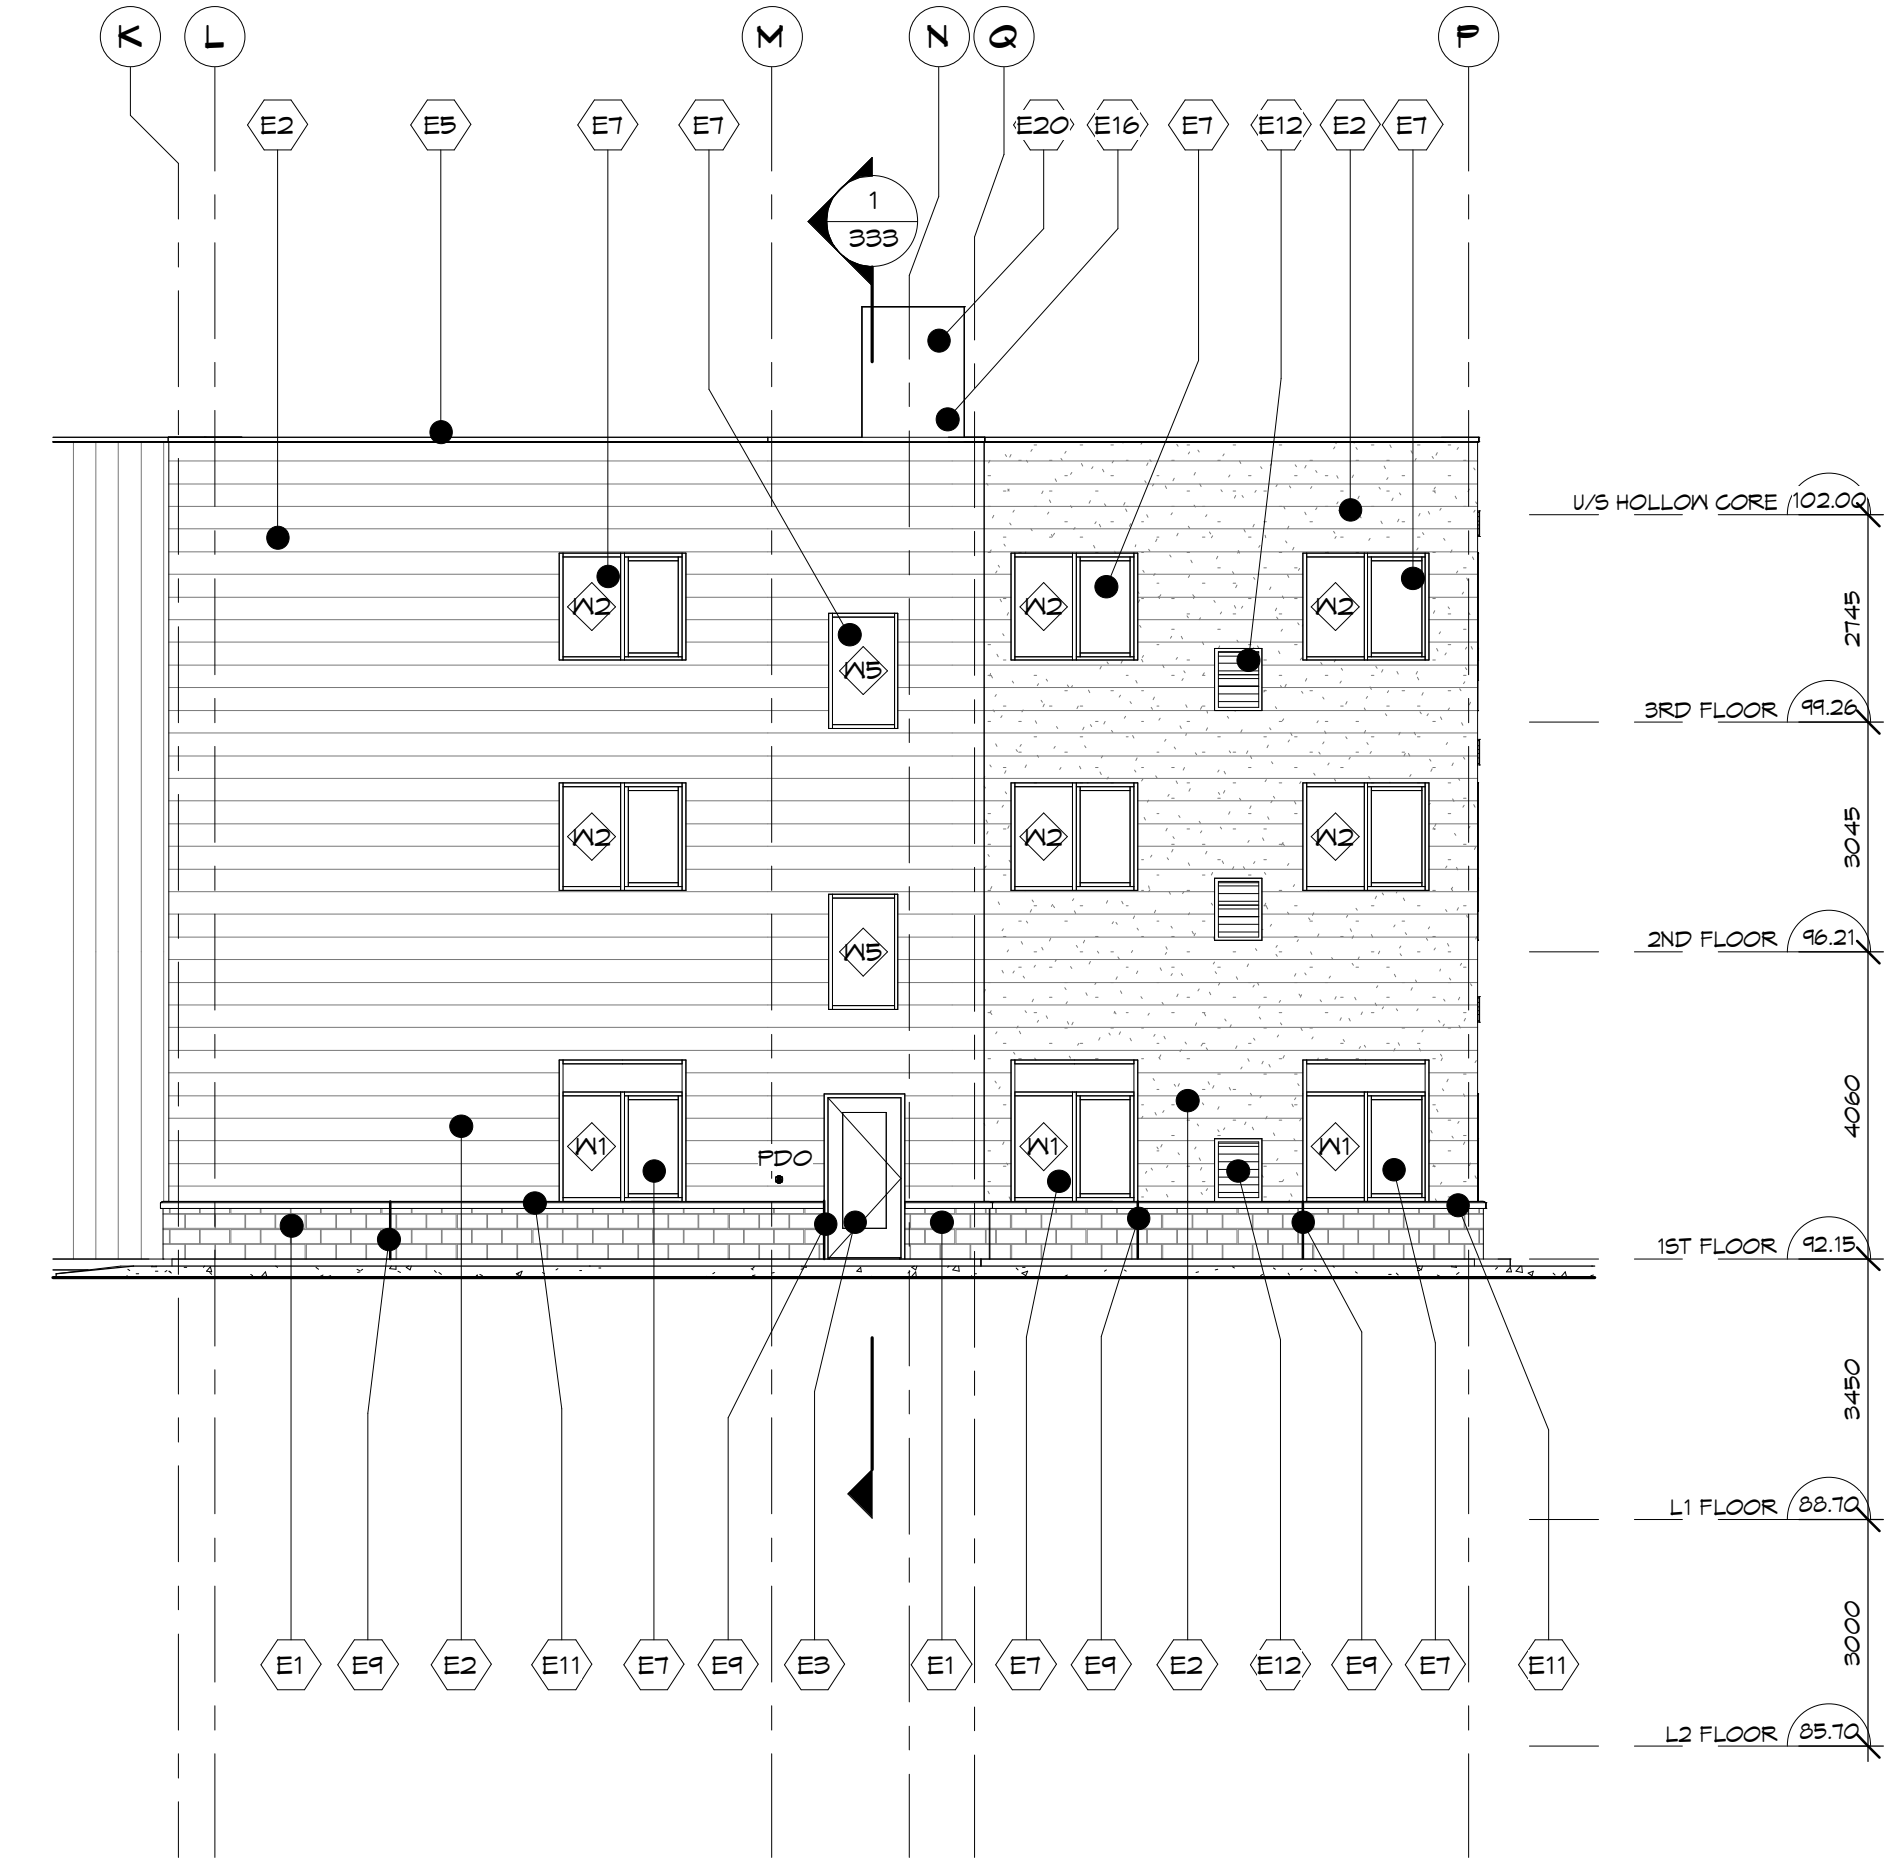 K L M N Q P
E2 E5 E7 E7 E20 E16 E7 E12 E2 E7
1
333
U/S HOLLOW CORE 102.00
2745
W2 W2 W2
W5
3RD FLOOR 99.26
3045
W2 W2 W2
2ND FLOOR 96.21
W5
4060
W1 W1 W1
PDO
1ST FLOOR 92.15
3450
L1 FLOOR 88.70
3000
E1 E9 E2 E11 E7 E9 E3 E1 E7 E9 E2 E12 E9 E7 E11
L2 FLOOR 85.70